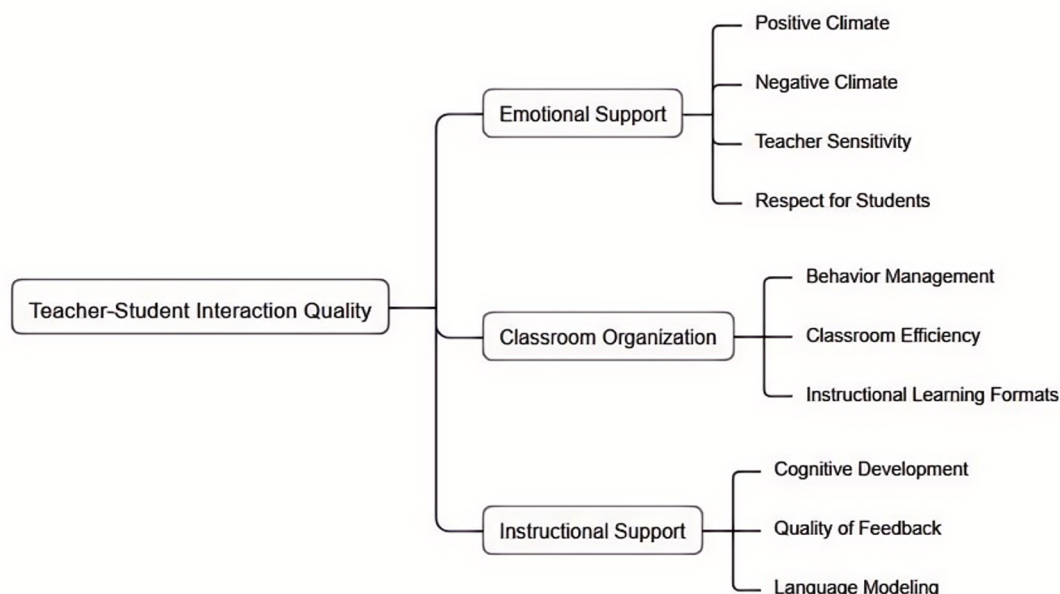 Positive Climate
Negative Climate
Emotional Support
Teacher Sensitivity
Respect for Students
Teacher-Student Interaction Quality
Behavior Management
Classroom Organization
Classroom Efficiency
Instructional Learning Formats
Cognitive Development
Instructional Support
Quality of Feedback
Language Modeling